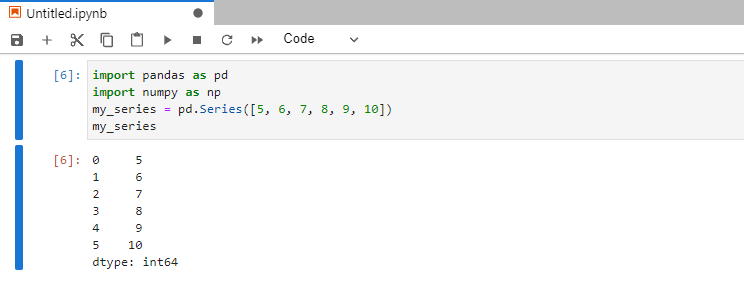 Untitled.ipynb
Code
[6]: import pandas as pd
import numpy as np
my_series = pd.Series([5, 6, 7, 8, 9, 10])
my_series
[6]: 0     5
1     6
2     7
3     8
4     9
5    10
dtype: int64